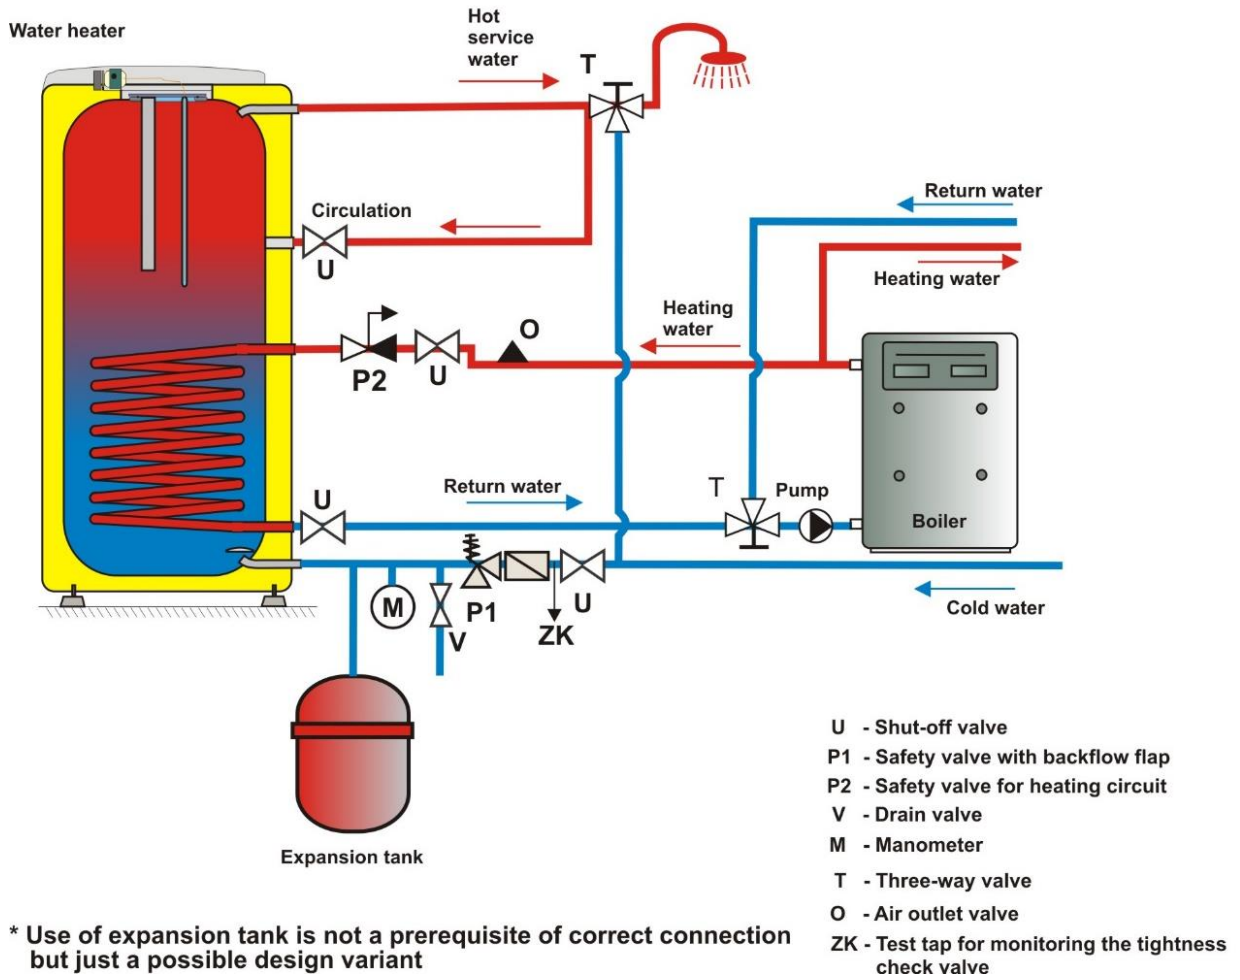 Water heater
Hot
service
water
T
Return water
Circulation
U
Heating water
Heating
water
O
P2
U
U
Return water
T
Pump
Boiler
M
V
P1
ZK
U
Cold water
Expansion tank
U - Shut-off valve
P1 - Safety valve with backflow flap
P2 - Safety valve for heating circuit
V - Drain valve
M - Manometer
T - Three-way valve
O - Air outlet valve
ZK - Test tap for monitoring the tightness
check valve
* Use of expansion tank is not a prerequisite of correct connection
but just a possible design variant